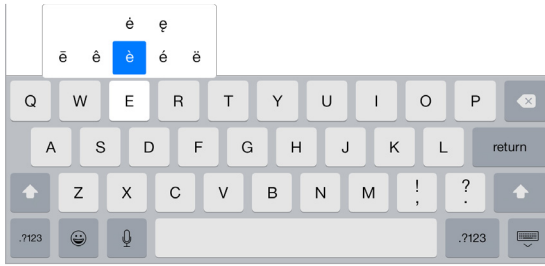 ė ę
ē ê è é ë
Q W E R T Y U I O P
A S D F G H J K L return
Z X C V B N M ! , ? .
.?123 .?123